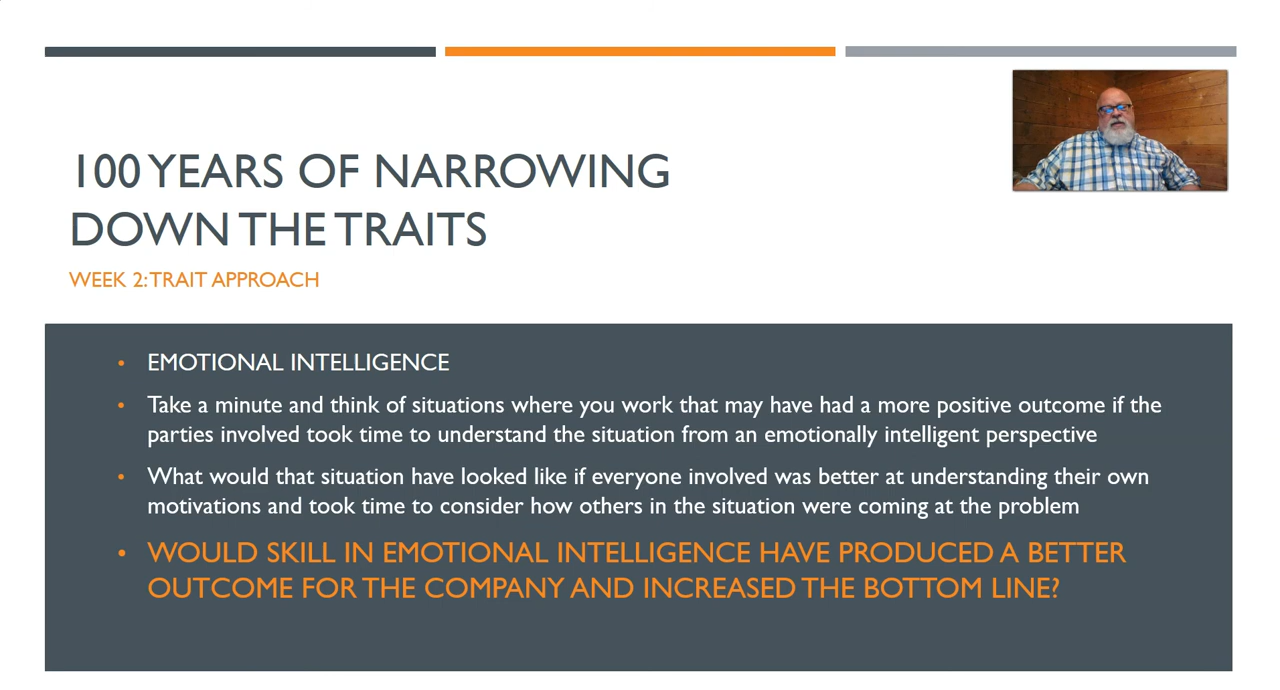 100 YEARS OF NARROWING
DOWN THE TRAITS
WEEK 2: TRAIT APPROACH
• EMOTIONAL INTELLIGENCE
• Take a minute and think of situations where you work that may have had a more positive outcome if the
parties involved took time to understand the situation from an emotionally intelligent perspective
• What would that situation have looked like if everyone involved was better at understanding their own
motivations and took time to consider how others in the situation were coming at the problem
• WOULD SKILL IN EMOTIONAL INTELLIGENCE HAVE PRODUCED A BETTER
OUTCOME FOR THE COMPANY AND INCREASED THE BOTTOM LINE?